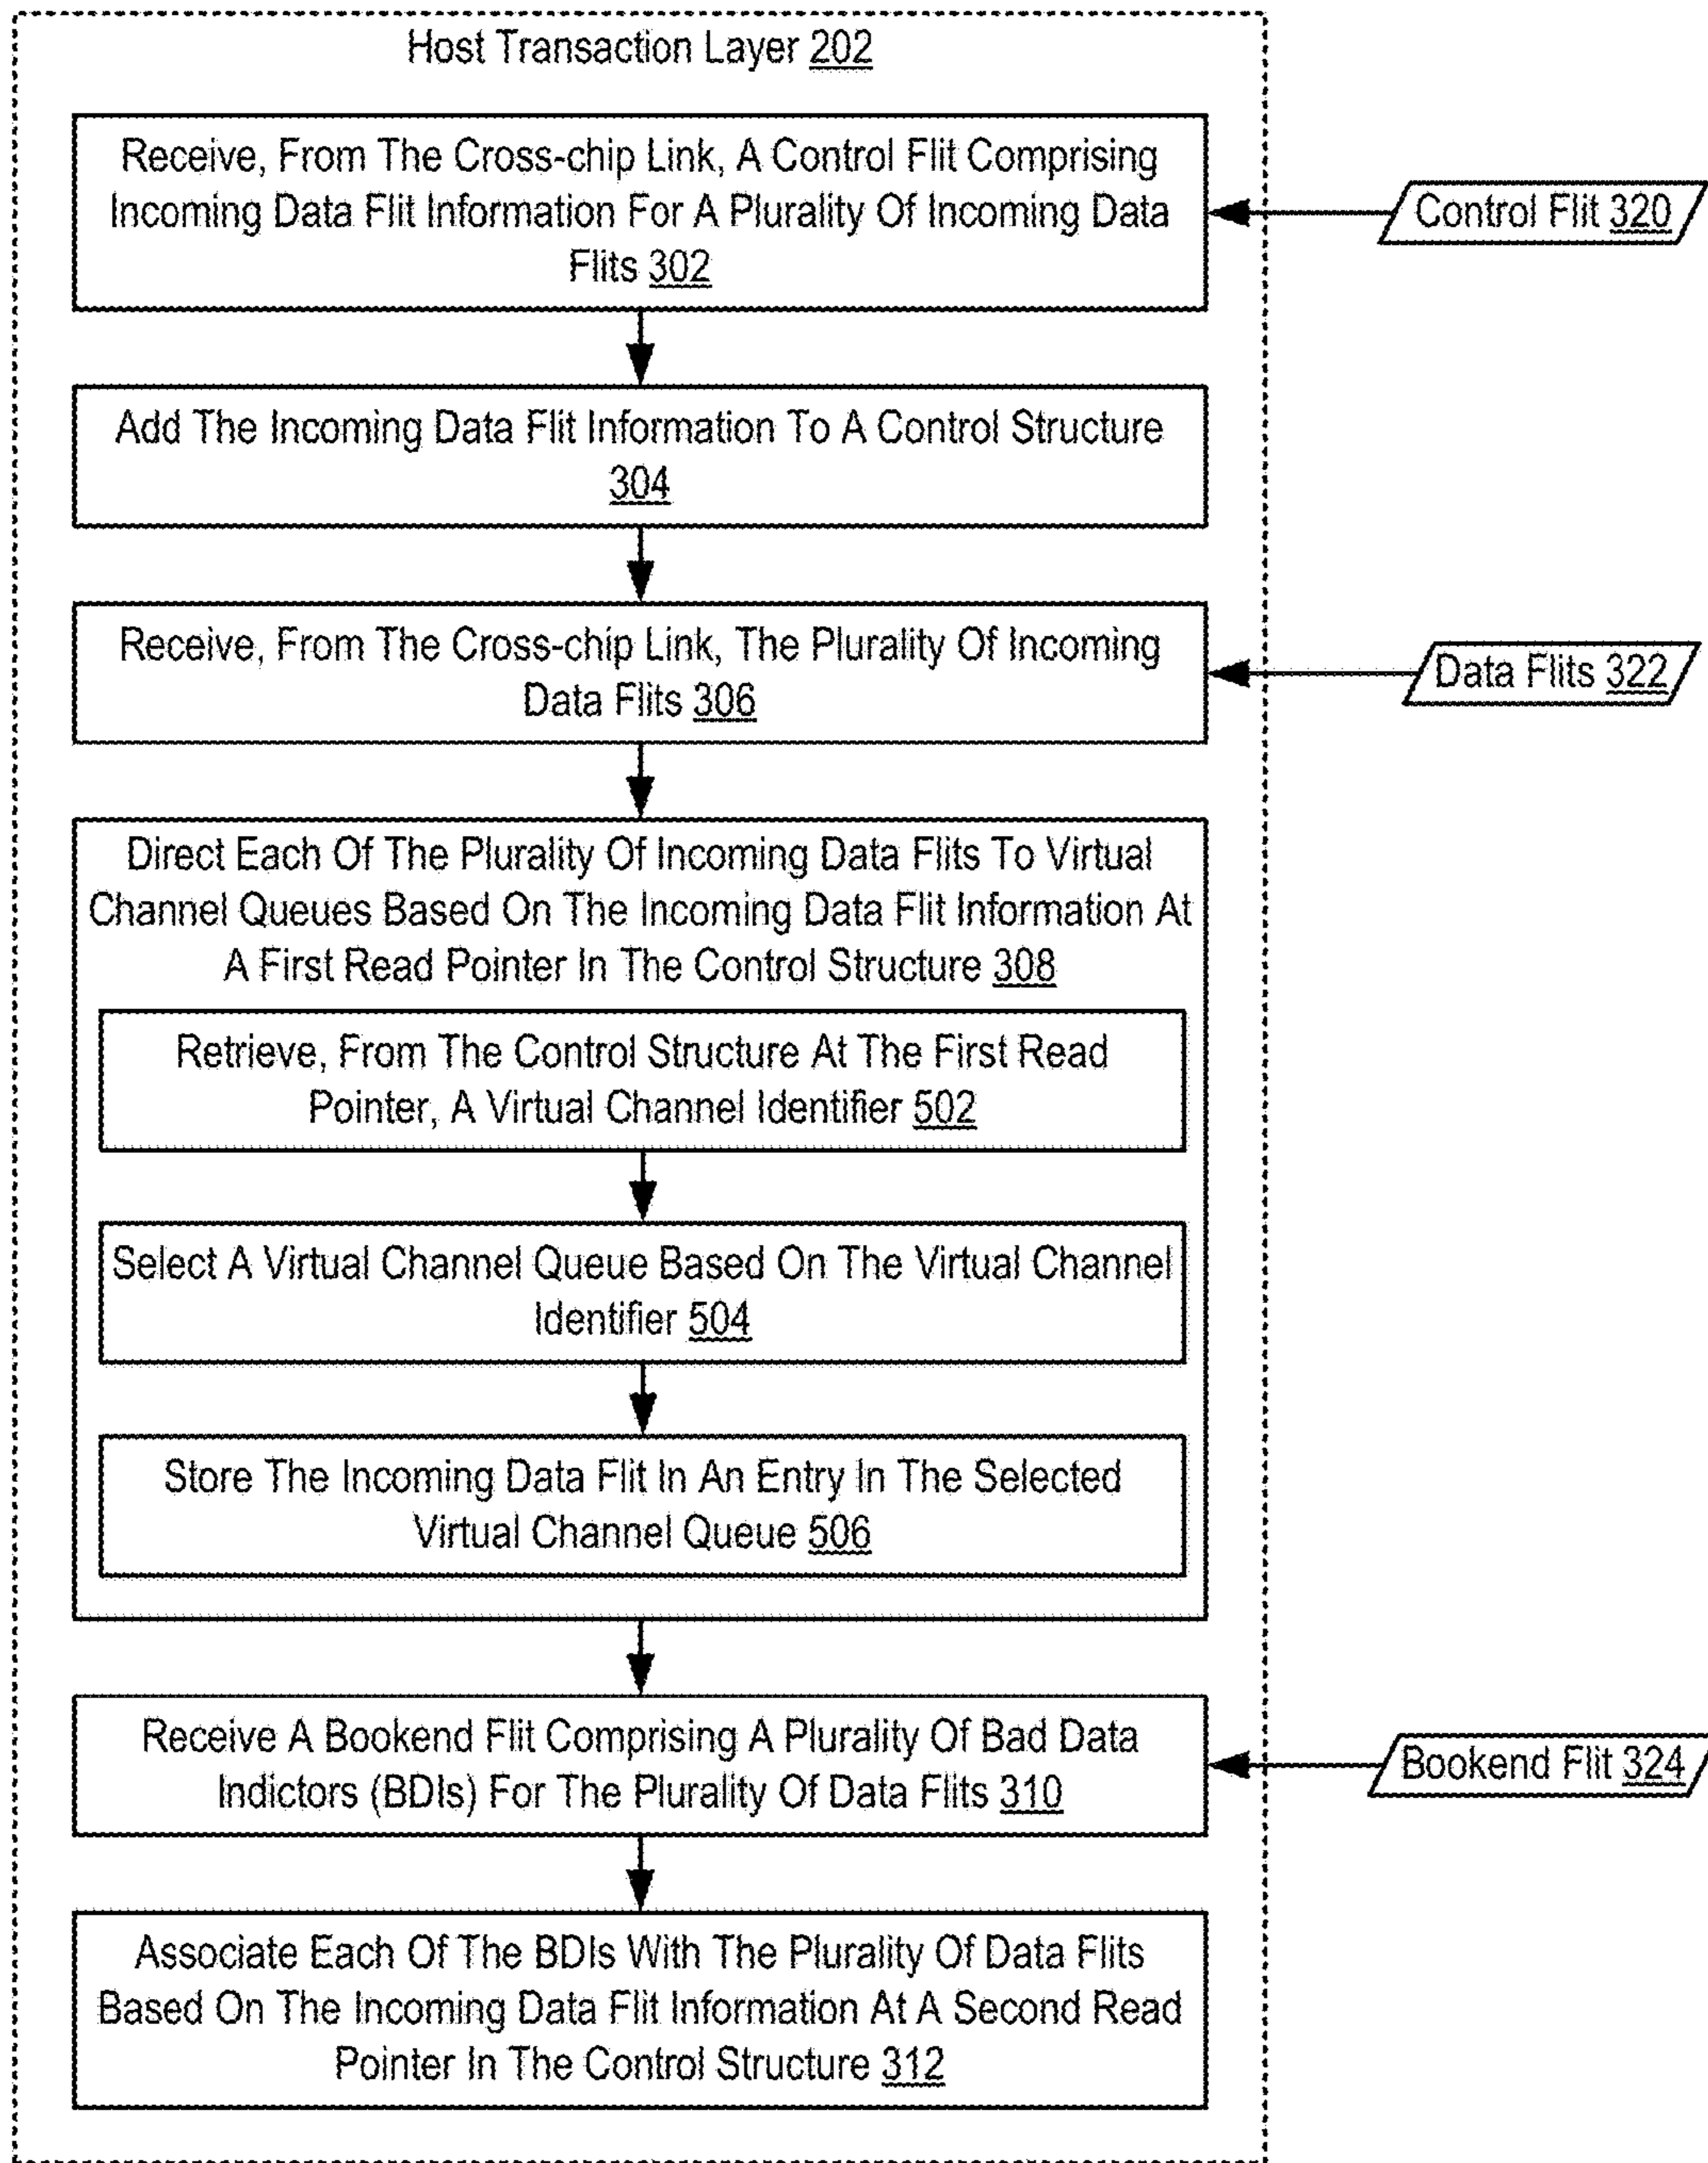 Host Transaction Layer 202
Receive, From The Cross-chip Link, A Control Flit Comprising
Incoming Data Flit Information For A Plurality Of Incoming Data
Flits 302
Control Flit 320
Add The Incoming Data Flit Information To A Control Structure
304
Receive, From The Cross-chip Link, The Plurality Of Incoming
Data Flits 306
Data Flits 322
Direct Each Of The Plurality Of Incoming Data Flits To Virtual
Channel Queues Based On The Incoming Data Flit Information At
A First Read Pointer In The Control Structure 308
Retrieve, From The Control Structure At The First Read
Pointer, A Virtual Channel Identifier 502
Select A Virtual Channel Queue Based On The Virtual Channel
Identifier 504
Store The Incoming Data Flit In An Entry In The Selected
Virtual Channel Queue 506
Receive A Bookend Flit Comprising A Plurality Of Bad Data
Indictors (BDIs) For The Plurality Of Data Flits 310
Bookend Flit 324
Associate Each Of The BDIs With The Plurality Of Data Flits
Based On The Incoming Data Flit Information At A Second Read
Pointer In The Control Structure 312